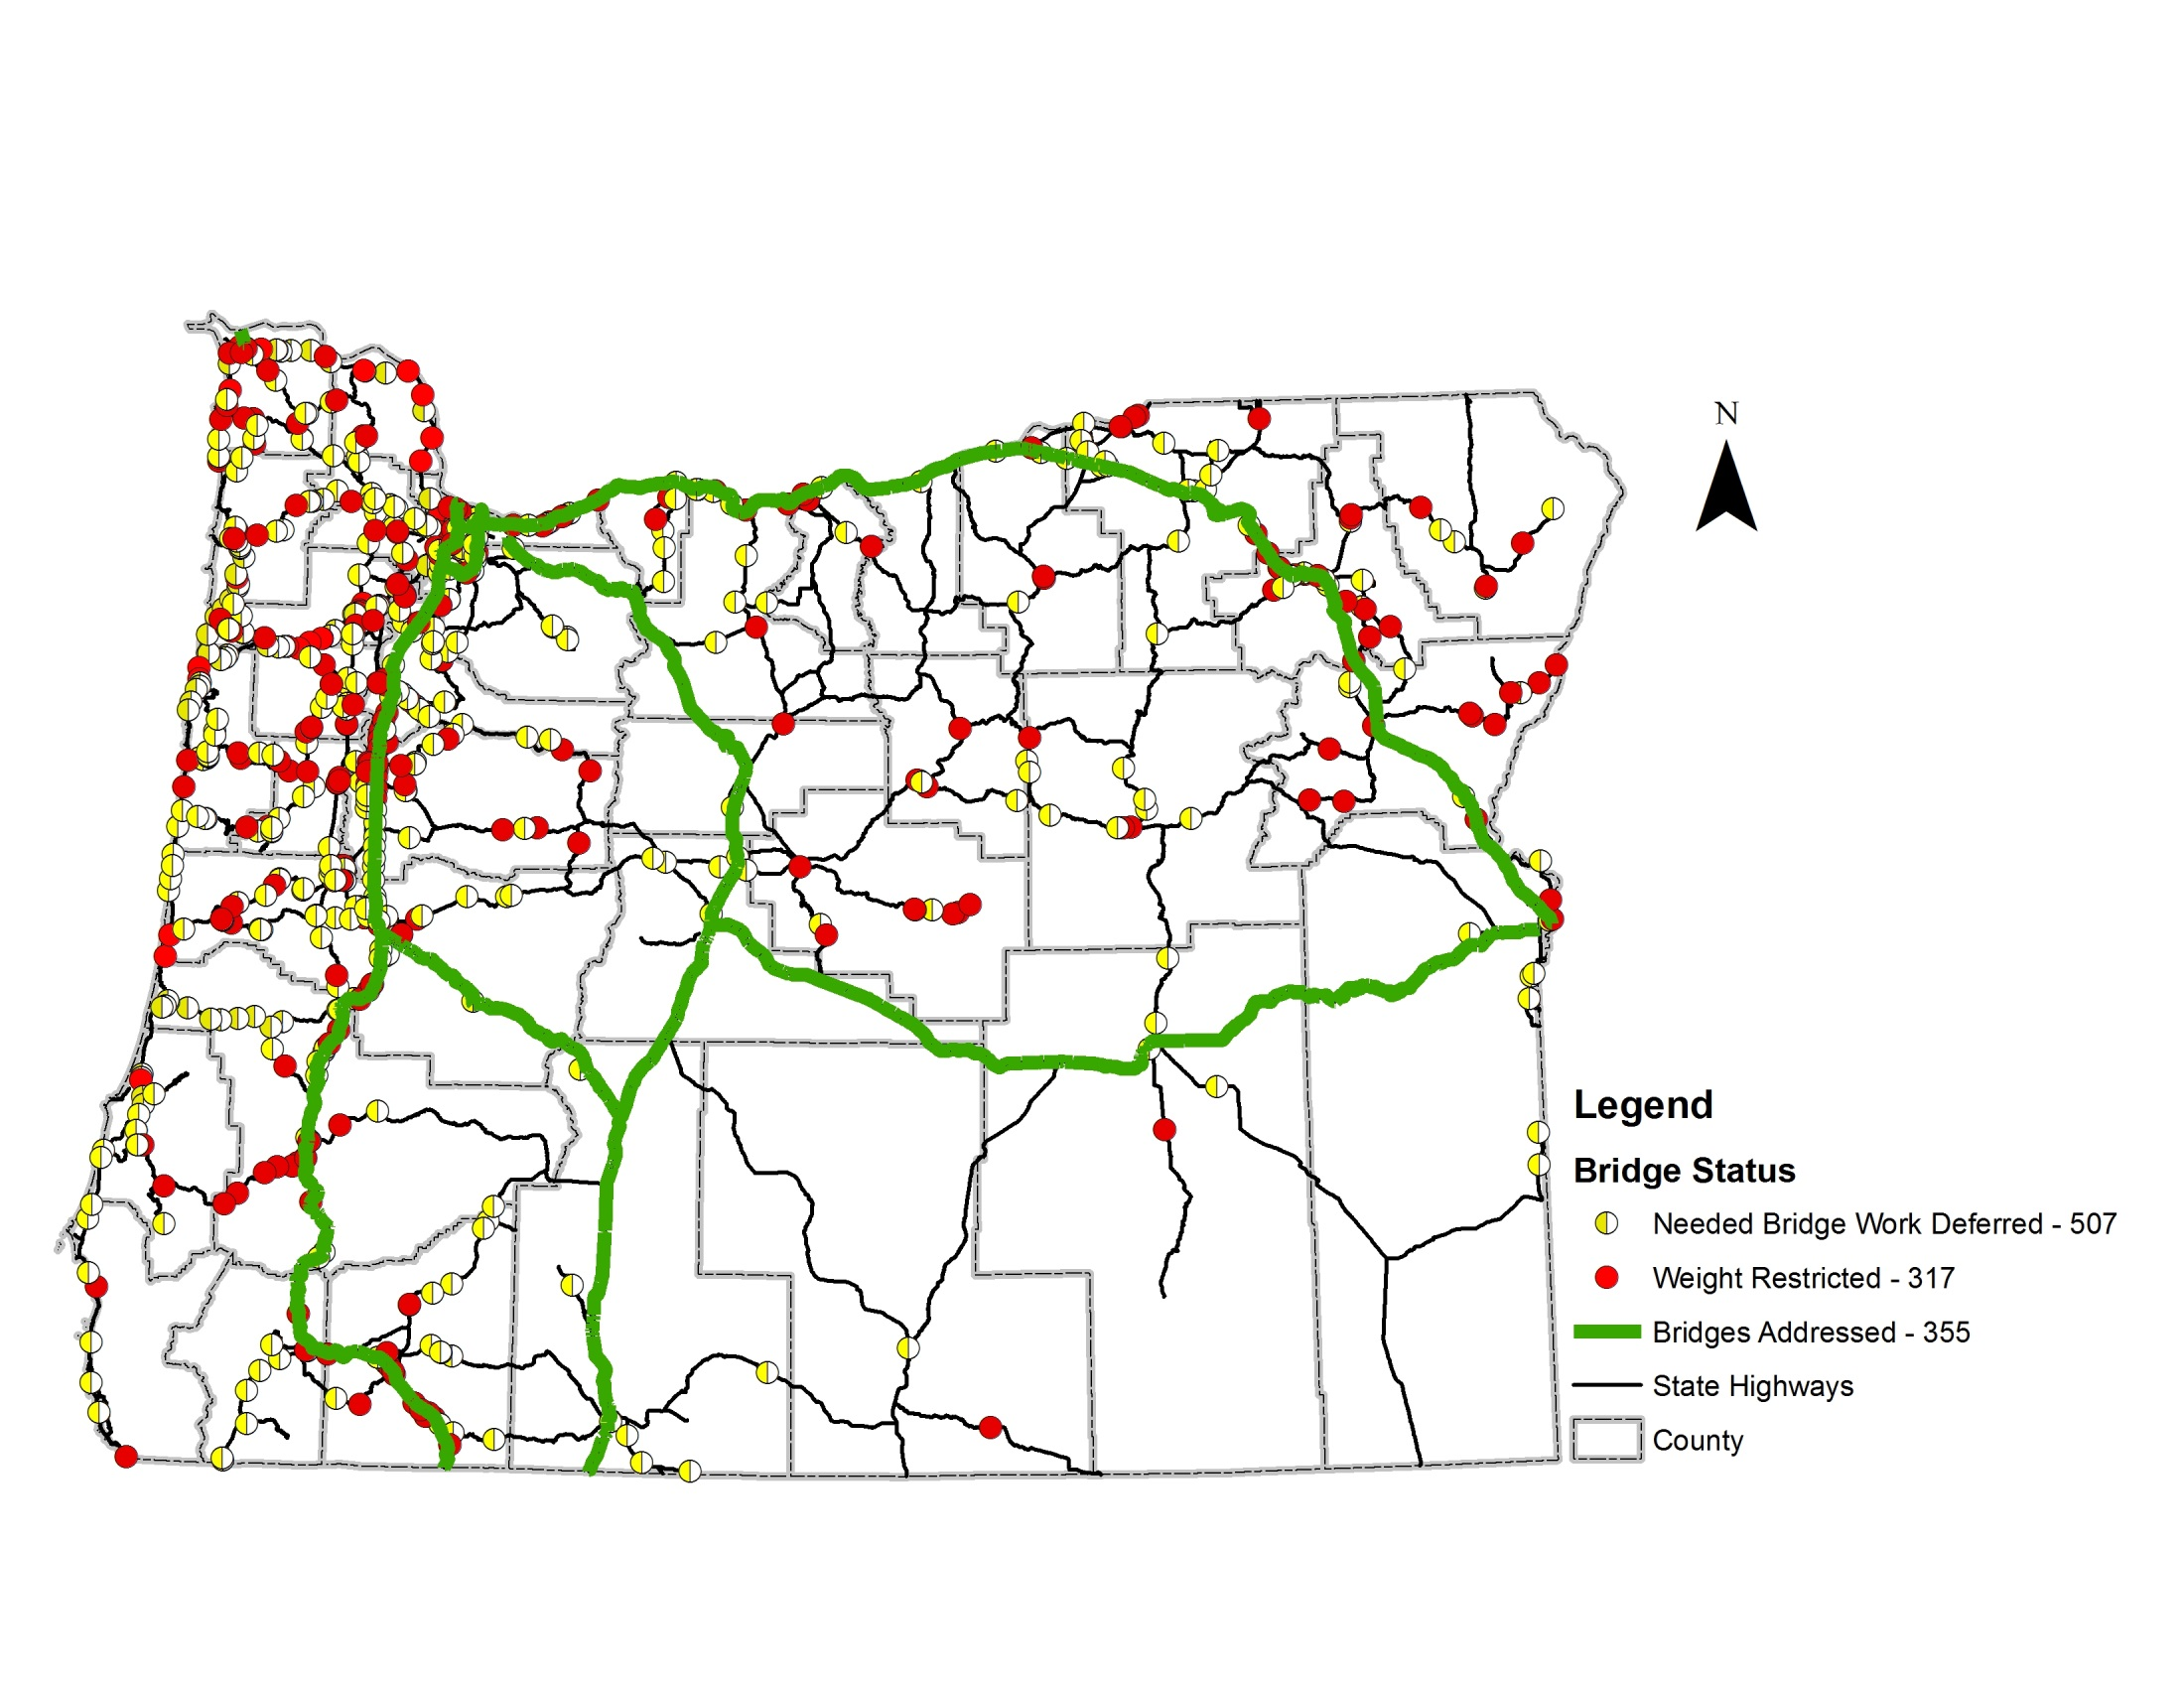 N
Legend
Bridge Status
Needed Bridge Work Deferred - 507
Weight Restricted - 317
Bridges Addressed - 355
State Highways
County